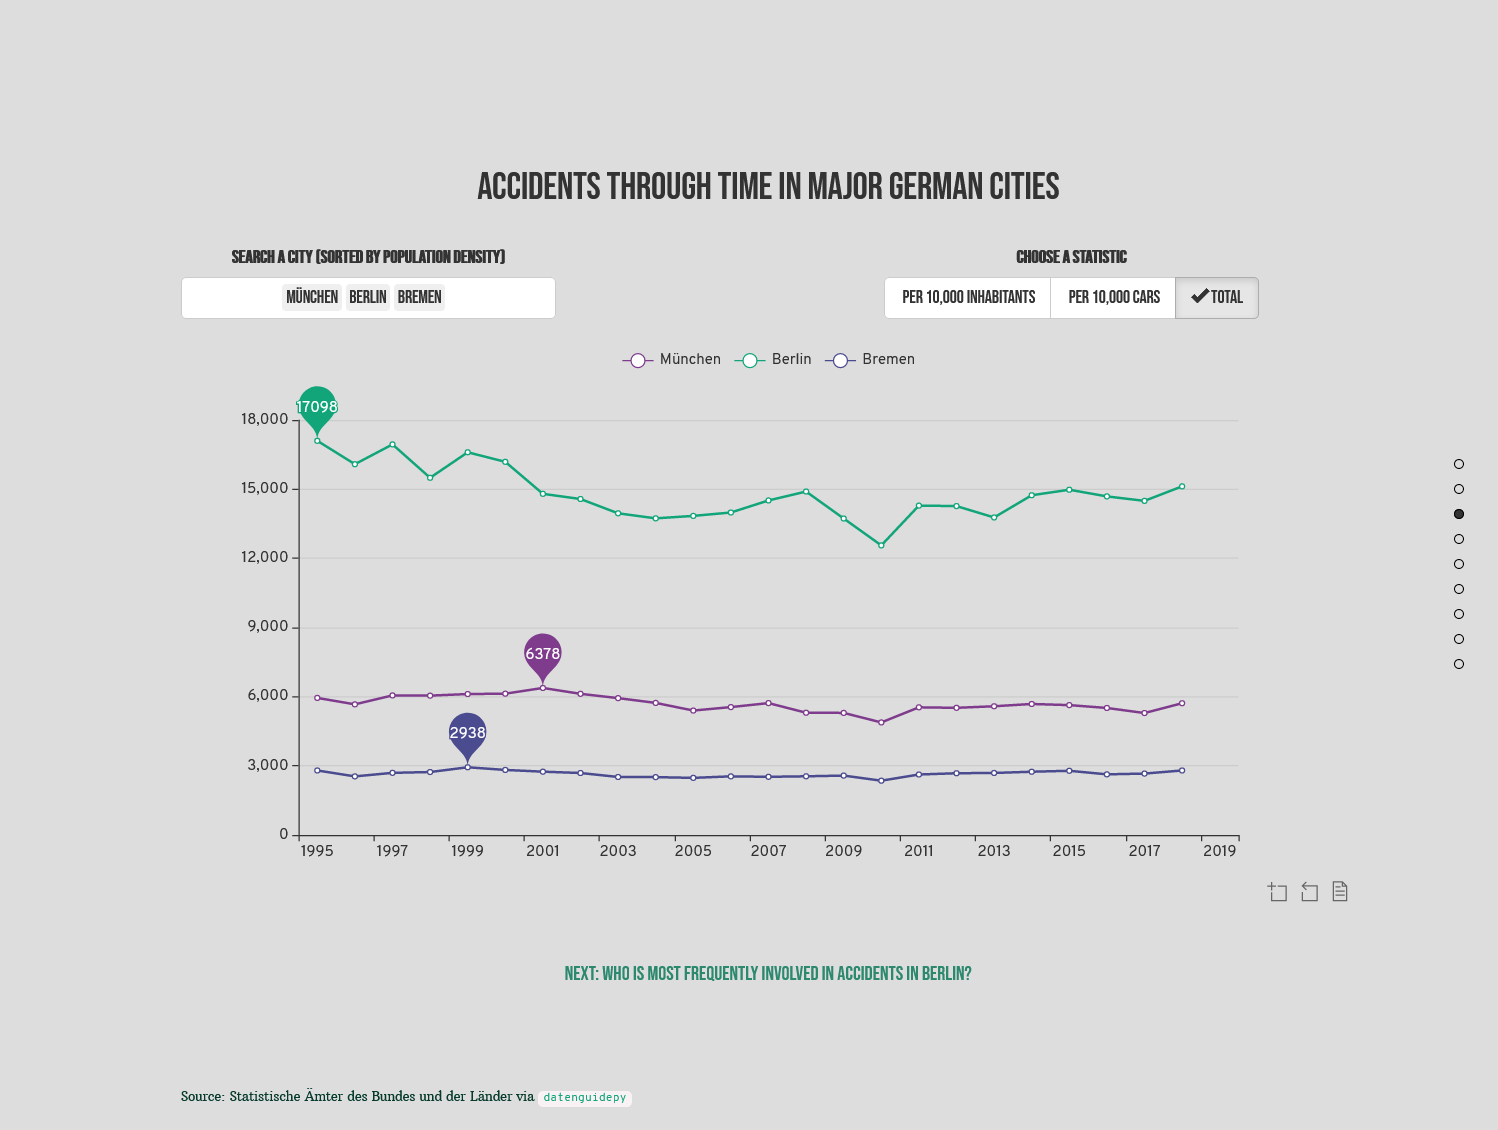 ACCIDENTS THROUGH TIME IN MAJOR GERMAN CITIES
SEARCH A CITY (SORTED BY POPULATION DENSITY)
CHOOSE A STATISTIC
MÜNCHEN BERLIN BREMEN
PER 10,000 INHABITANTS PER 10,000 CARS TOTAL
München Berlin Bremen
17098
18,000
15,000
12,000
9,000
6378
6,000
2938
3,000
0
1995 1997 1999 2001 2003 2005 2007 2009 2011 2013 2015 2017 2019
NEXT: WHO IS MOST FREQUENTLY INVOLVED IN ACCIDENTS IN BERLIN?
Source: Statistische Ämter des Bundes und der Länder via datenguidepy